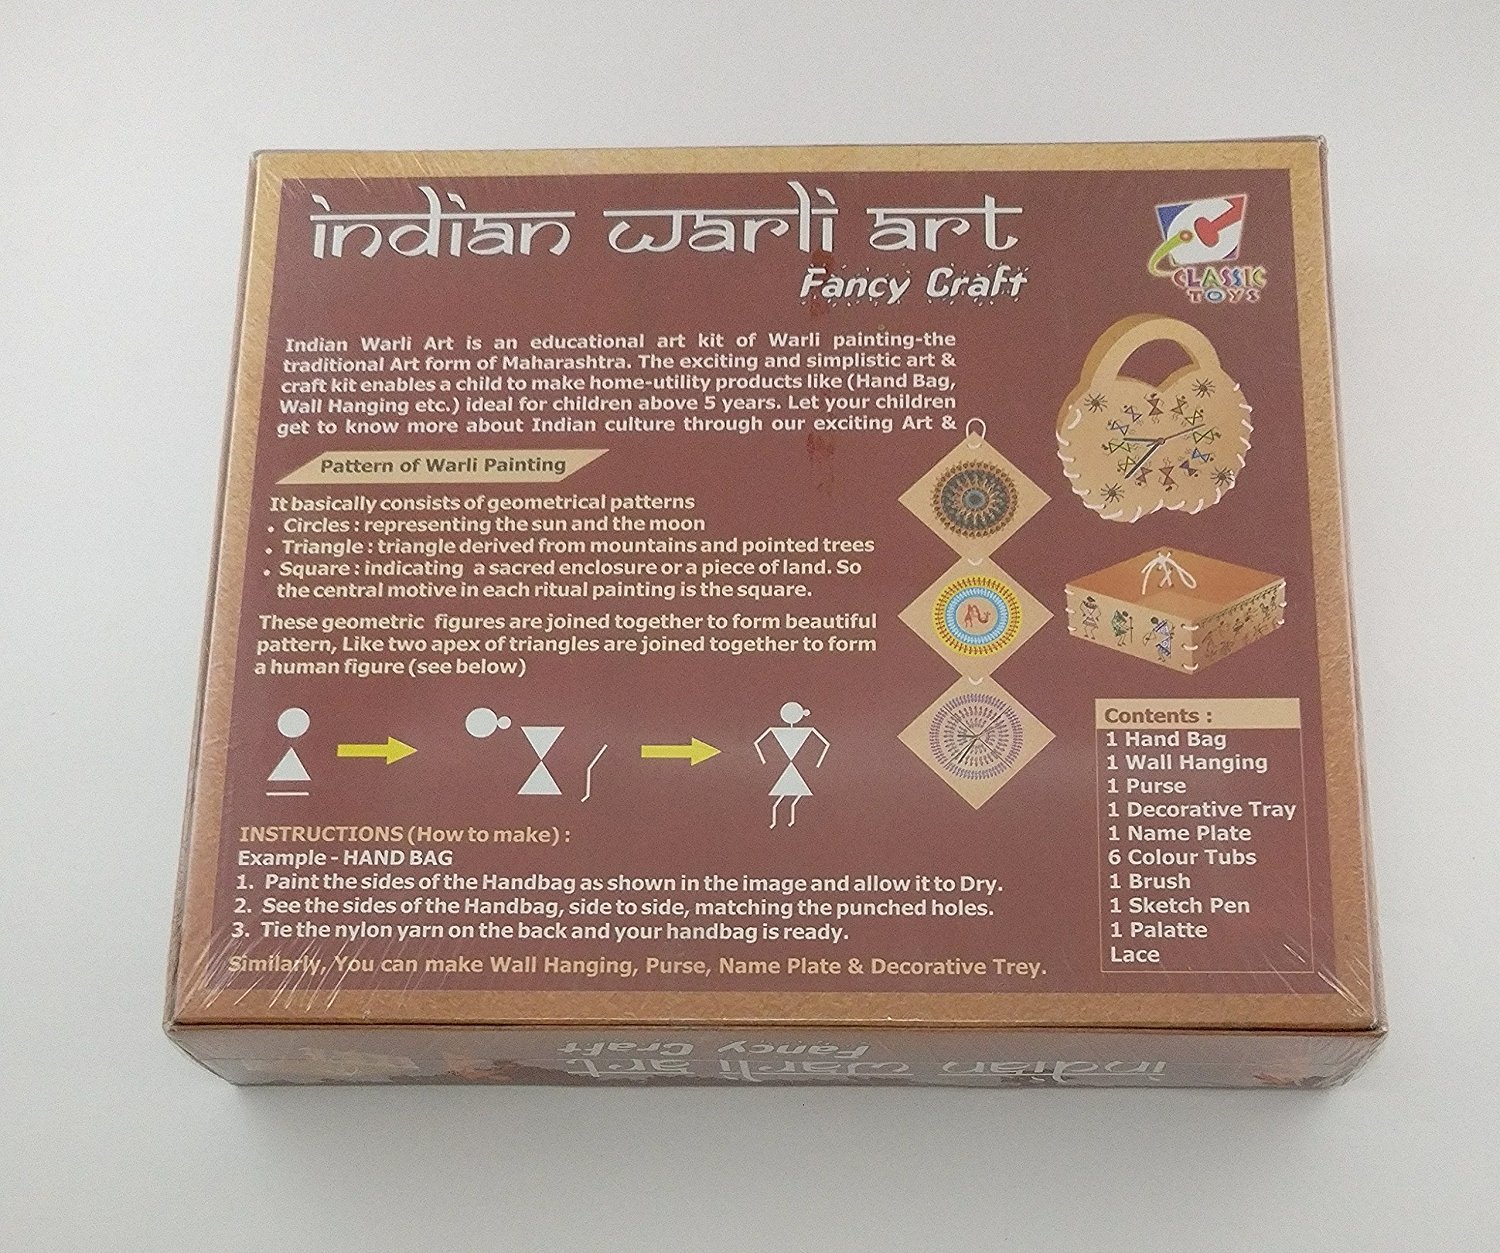 indian warli art
Fancy Craft
CLASSIC
TOYS
Indian Warli Art is an educational art kit of Warli painting-the
traditional Art form of Maharashtra. The exciting and simplistic art &
craft kit enables a child to make home-utility products like (Hand Bag,
Wall Hanging etc.) ideal for children above 5 years. Let your children
get to know more about Indian culture through our exciting Art &
Pattern of Warli Painting
It basically consists of geometrical patterns
• Circles : representing the sun and the moon
• Triangle : triangle derived from mountains and pointed trees
• Square : indicating a sacred enclosure or a piece of land. So
the central motive in each ritual painting is the square.
These geometric figures are joined together to form beautiful
pattern, Like two apex of triangles are joined together to form
a human figure (see below)
INSTRUCTIONS (How to make) :
Example - HAND BAG
1. Paint the sides of the Handbag as shown in the image and allow it to Dry.
2. See the sides of the Handbag, side to side, matching the punched holes.
3. Tie the nylon yarn on the back and your handbag is ready.
Similarly, You can make Wall Hanging, Purse, Name Plate & Decorative Trey.
Contents :
1 Hand Bag
1 Wall Hanging
1 Purse
1 Decorative Tray
1 Name Plate
6 Colour Tubs
1 Brush
1 Sketch Pen
1 Palatte
Lace
indian warli art
Fancy Craft